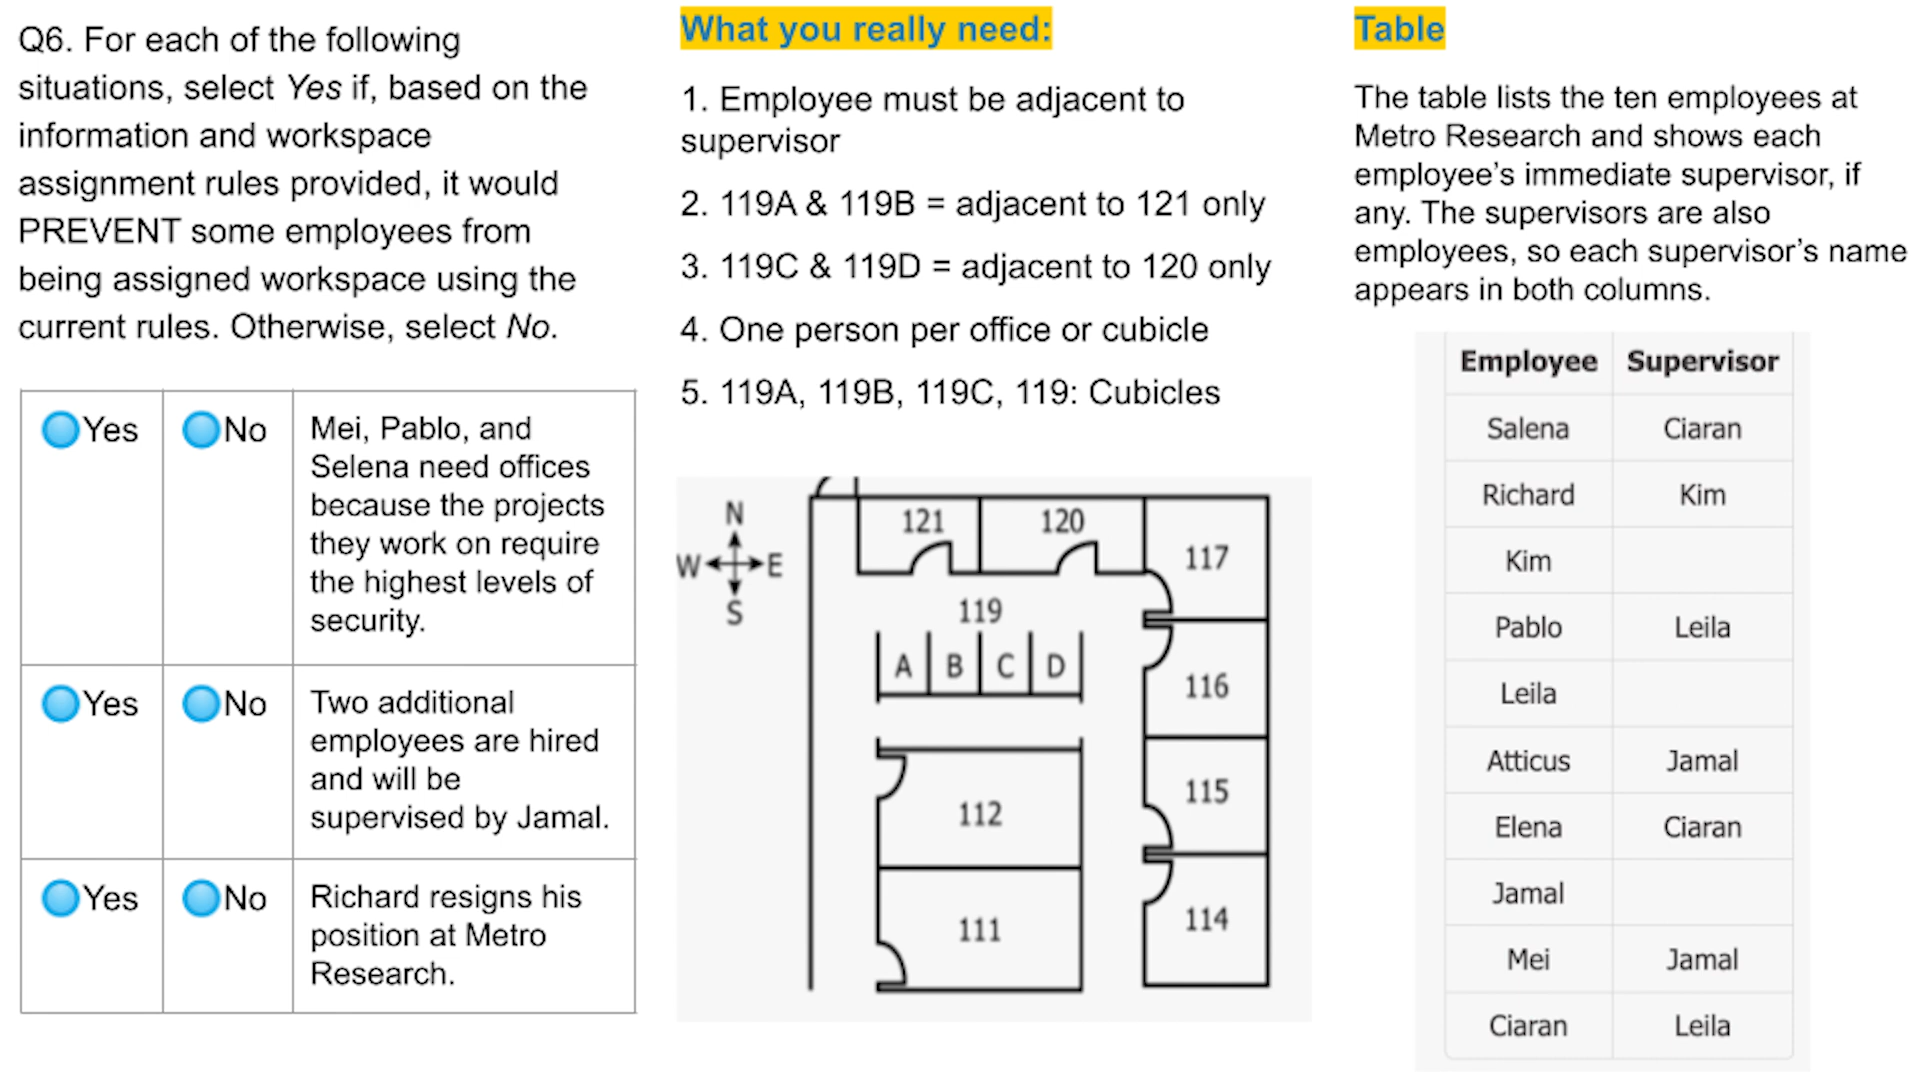 Q6. For each of the following
situations, select Yes if, based on the
information and workspace
assignment rules provided, it would
PREVENT some employees from
being assigned workspace using the
current rules. Otherwise, select No.
Yes No Mei, Pablo, and
Selena need offices
because the projects
they work on require
the highest levels of
security.
Yes No Two additional
employees are hired
and will be
supervised by Jamal.
Yes No Richard resigns his
position at Metro
Research.
What you really need:
1. Employee must be adjacent to
supervisor
2. 119A & 119B = adjacent to 121 only
3. 119C & 119D = adjacent to 120 only
4. One person per office or cubicle
5. 119A, 119B, 119C, 119: Cubicles
N
W E
S
121 120
117
119
A B C D
116
115
112
114
111
Table
The table lists the ten employees at
Metro Research and shows each
employee’s immediate supervisor, if
any. The supervisors are also
employees, so each supervisor’s name
appears in both columns.
Employee Supervisor
Salena Ciaran
Richard Kim
Kim
Pablo Leila
Leila
Atticus Jamal
Elena Ciaran
Jamal
Mei Jamal
Ciaran Leila